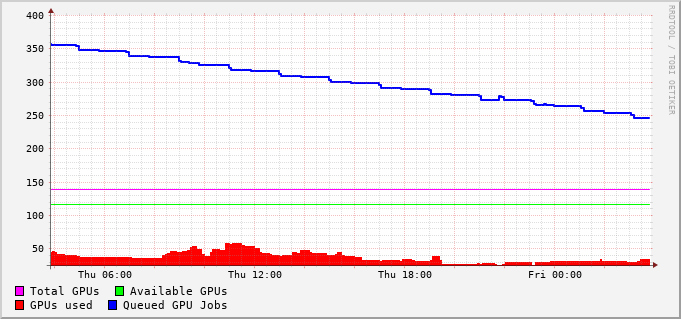 400
350
300
250
200
150
100
50
Thu 06:00 Thu 12:00 Thu 18:00 Fri 00:00
Total GPUs Available GPUs
GPUs used Queued GPU Jobs
RRDTOOL / TOBI OETIKER